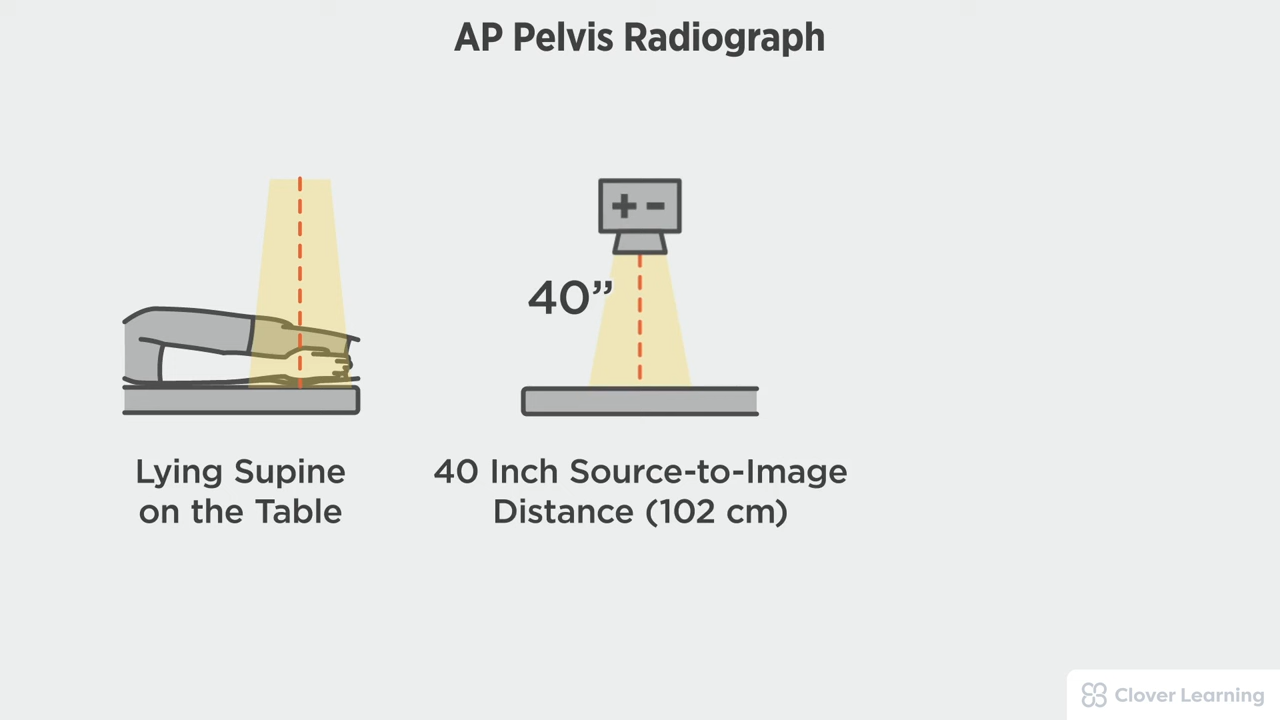 AP Pelvis Radiograph
+ -
40”
Lying Supine
on the Table
40 Inch Source-to-Image
Distance (102 cm)
Clover Learning